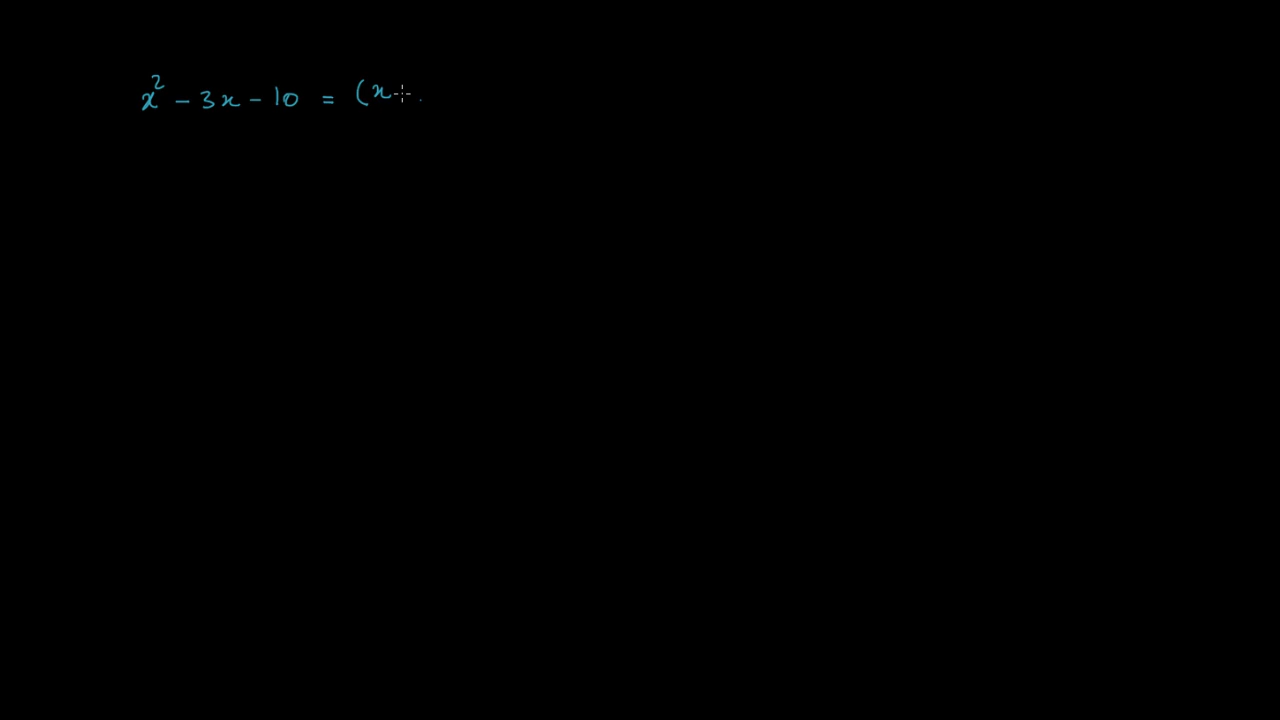 x² - 3x - 10 = (x